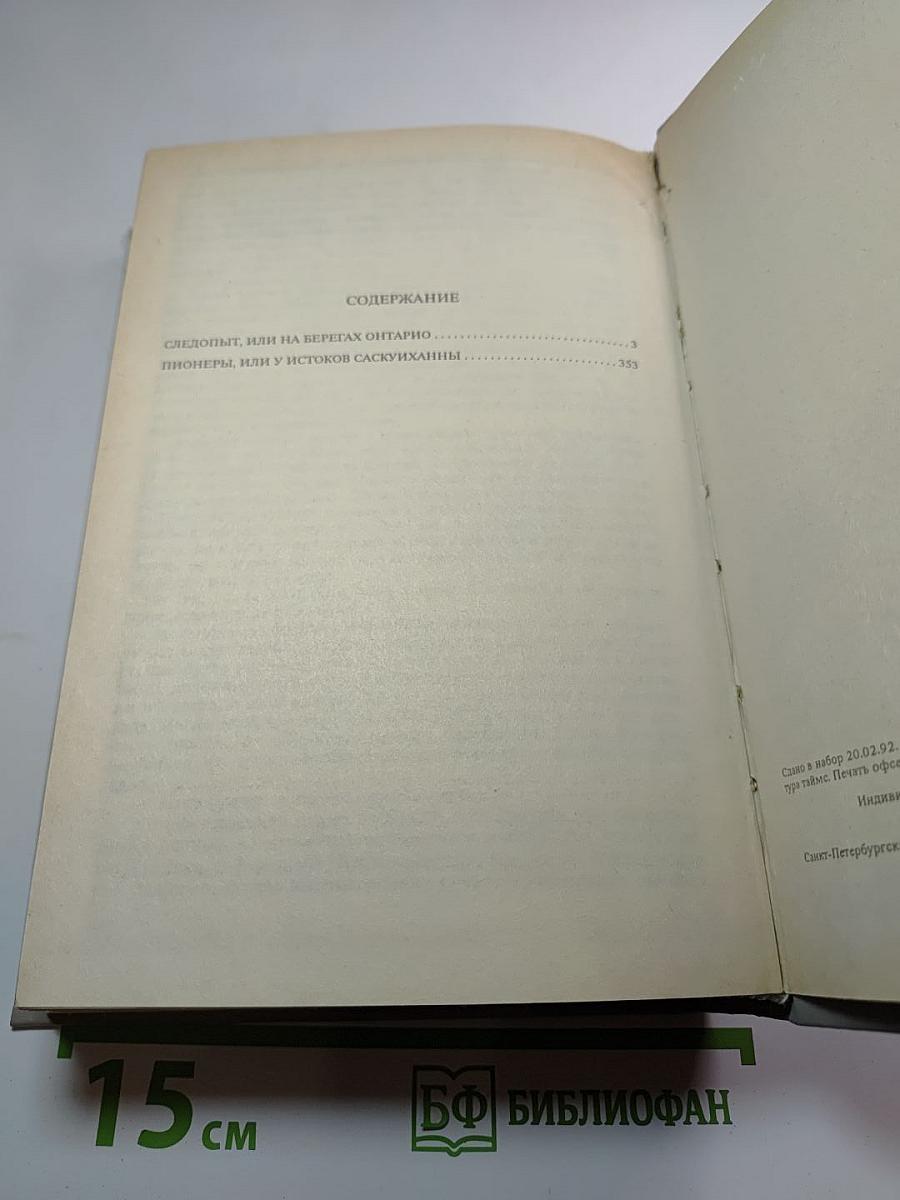 СОДЕРЖАНИЕ
СЛЕДОПЫТ, ИЛИ НА БЕРЕГАХ ОНТАРИО . . . . . . . . . . . . . . . . . . . . . . . . . . . . . . 3
ПИОНЕРЫ, ИЛИ У ИСТОКОВ САСКУИХАННЫ . . . . . . . . . . . . . . . . . . . . . . . 353
Сдано в набор 20.02.92.
тура таймс. Печать офсе
Индиви
Санкт-Петербургск
15 см
БФ БИБЛИОФАН